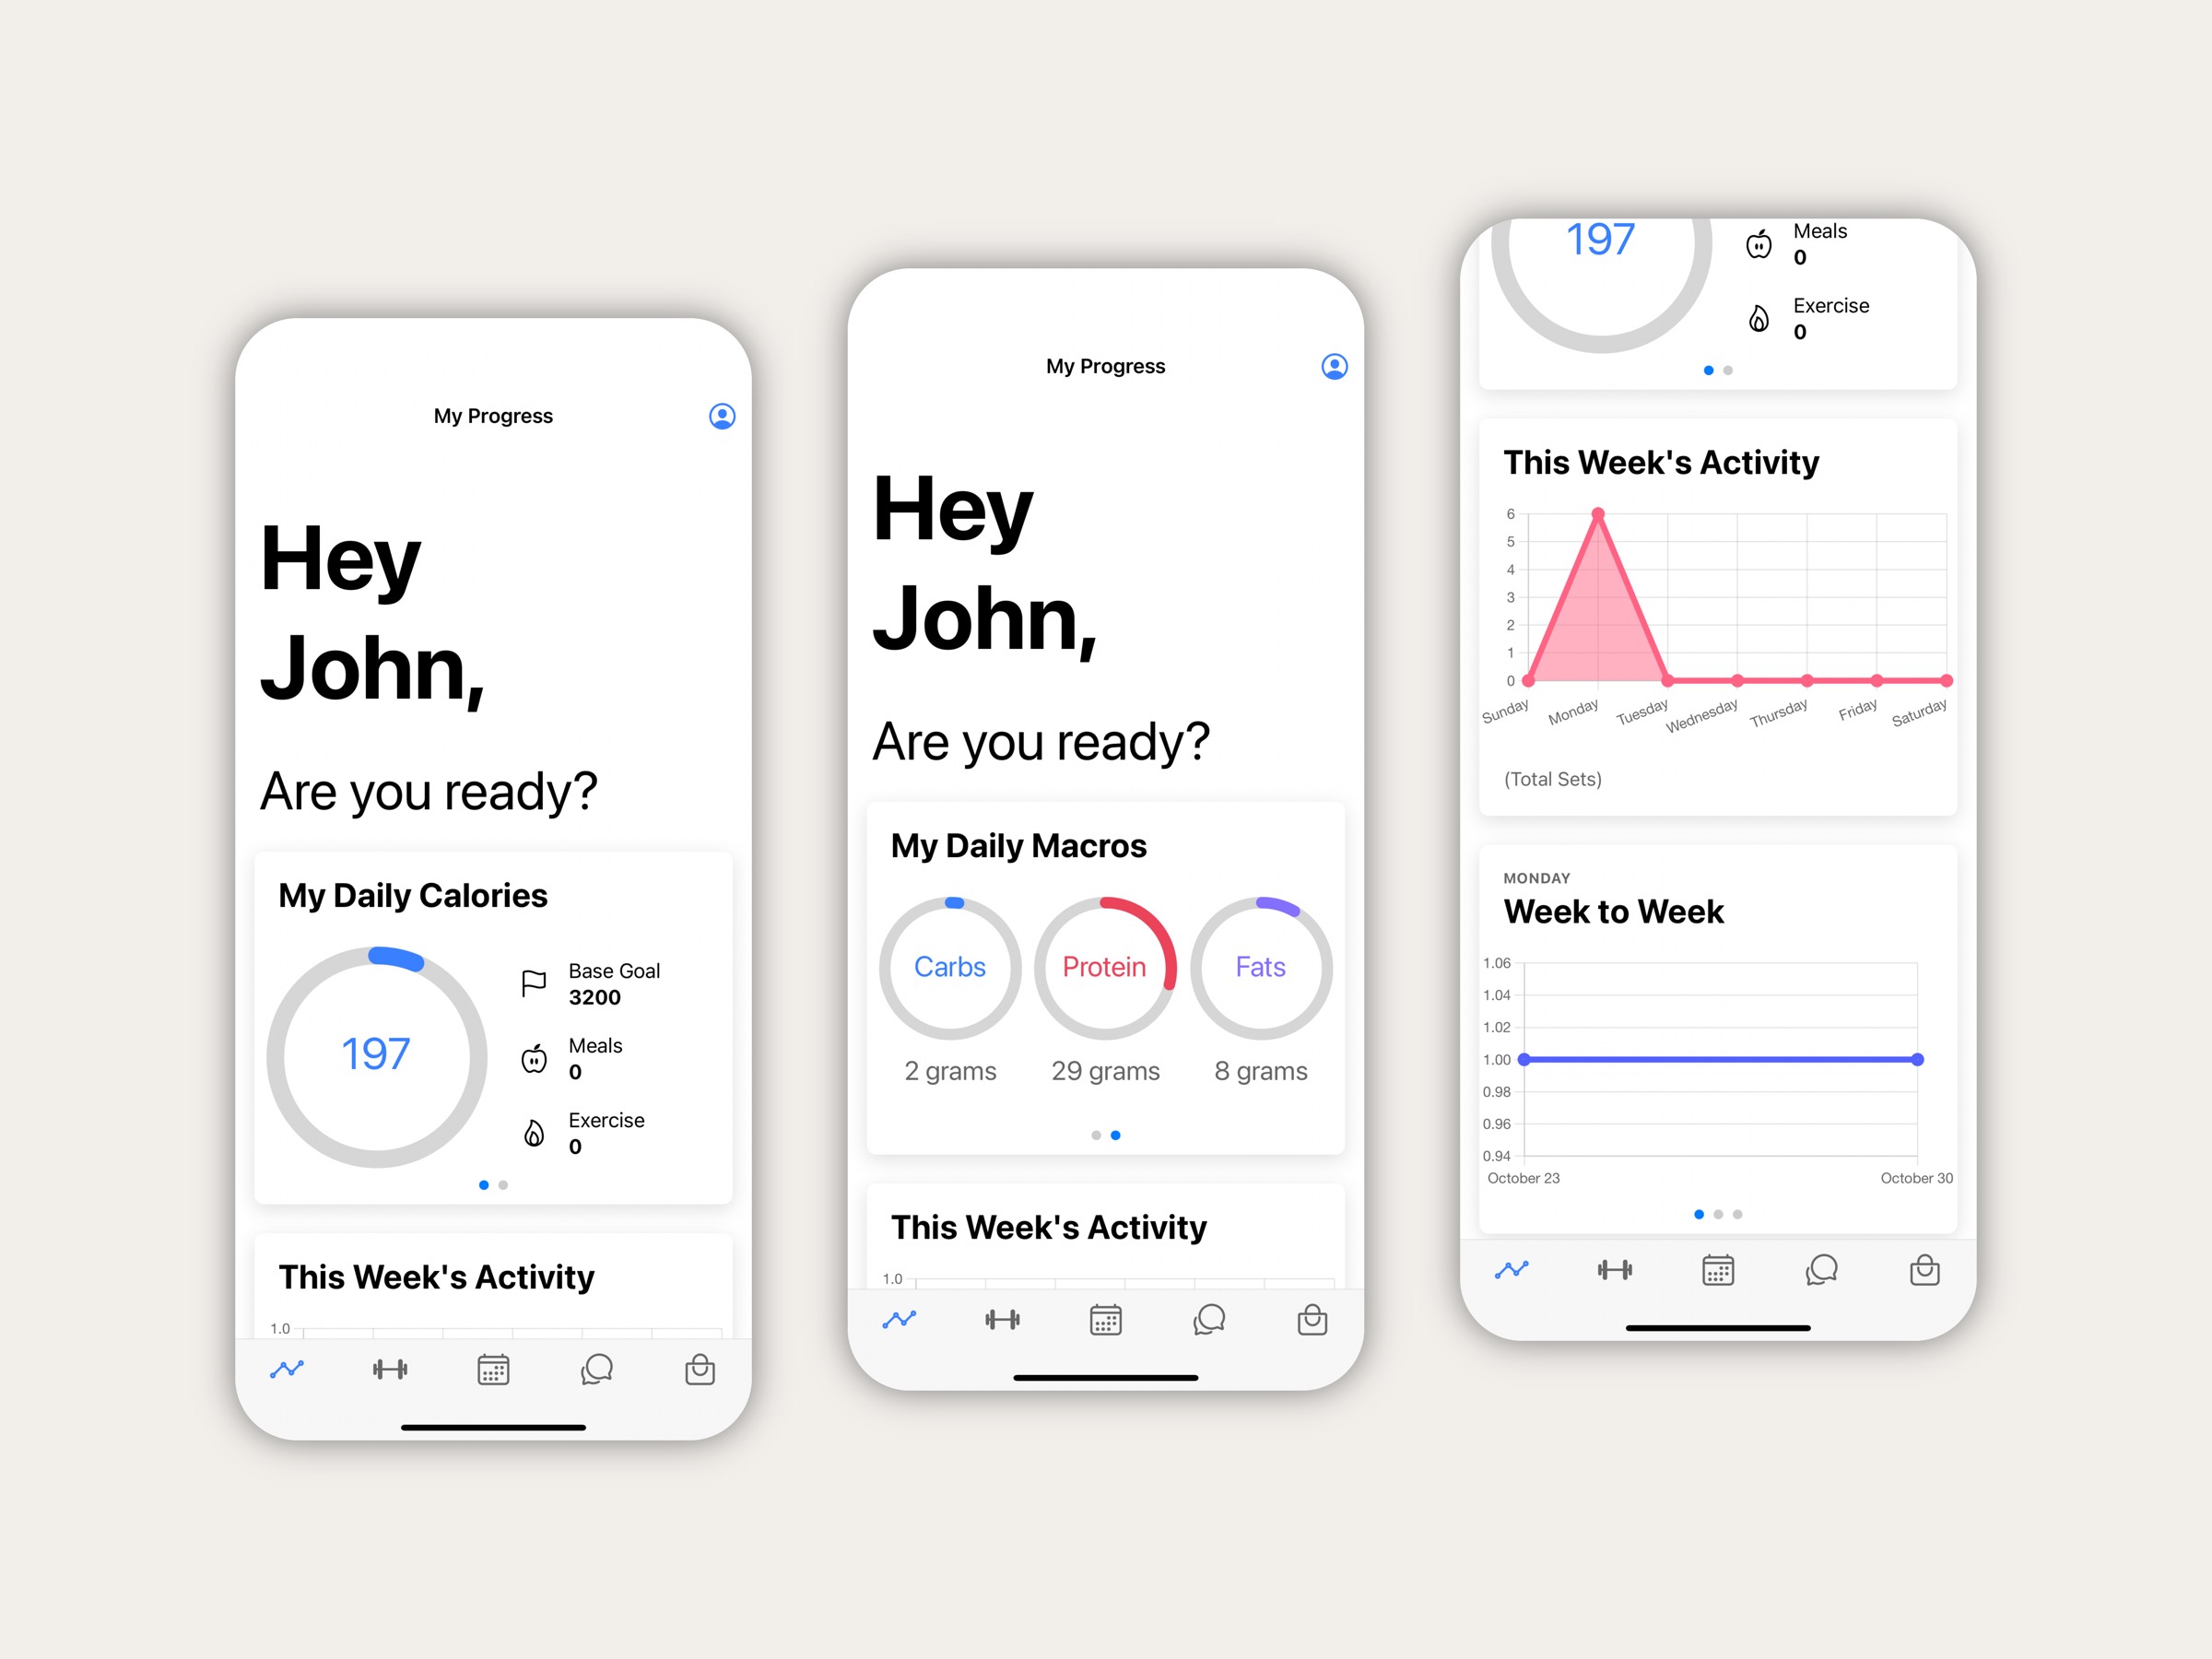 My Progress
Hey
John,
Are you ready?
My Daily Calories
197
Base Goal
3200
Meals
0
Exercise
0
This Week's Activity
1.0
My Progress
Hey
John,
Are you ready?
My Daily Macros
Carbs
Protein
Fats
2 grams
29 grams
8 grams
This Week's Activity
1.0
197
Meals
0
Exercise
0
This Week's Activity
6
5
4
3
2
1
0
Sunday
Monday
Tuesday
Wednesday
Thursday
Friday
Saturday
(Total Sets)
MONDAY
Week to Week
1.06
1.04
1.02
1.00
0.98
0.96
0.94
October 23
October 30